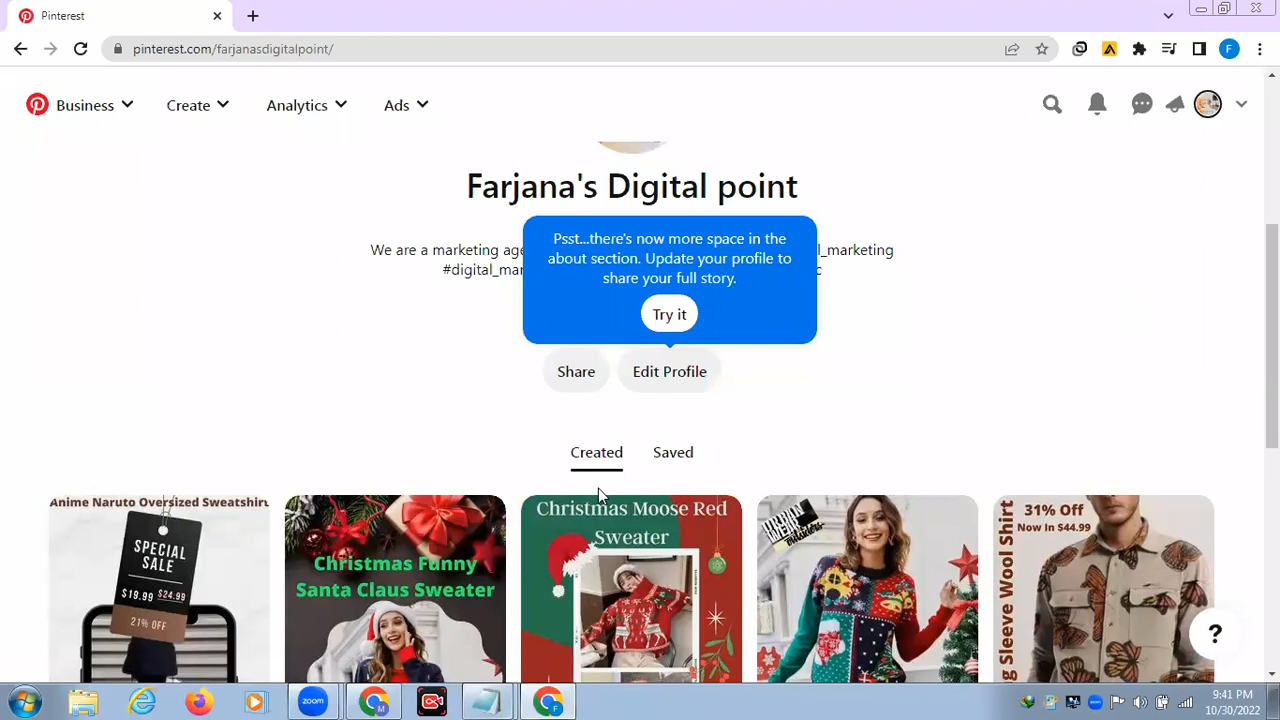 Pinterest
pinterest.com/farjanasdigitalpoint/
F
Business
Create
Analytics
Ads
Farjana's Digital point
We are a marketing age
l_marketing
#digital_mar
c
Psst...there's now more space in the
about section. Update your profile to
share your full story.
Try it
Share
Edit Profile
Created
Saved
Anime Naruto Oversized Sweatshirt
SPECIAL
SALE
$19.99 $24.99
21% OFF
Christmas Funny
Santa Claus Sweater
Christmas Moose Red
Sweater
31% Off
Now In $44.99
g Sleeve Wool Shirt
?
zoom
M
F
9:41 PM
10/30/2022